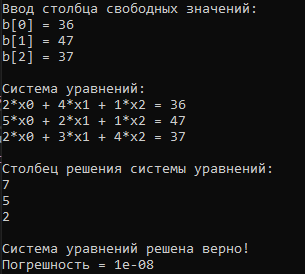 Ввод столбца свободных значений:
b[0] = 36
b[1] = 47
b[2] = 37
Система уравнений:
2*x0 + 4*x1 + 1*x2 = 36
5*x0 + 2*x1 + 1*x2 = 47
2*x0 + 3*x1 + 4*x2 = 37
Столбец решения системы уравнений:
7
5
2
Система уравнений решена верно!
Погрешность = 1e-08